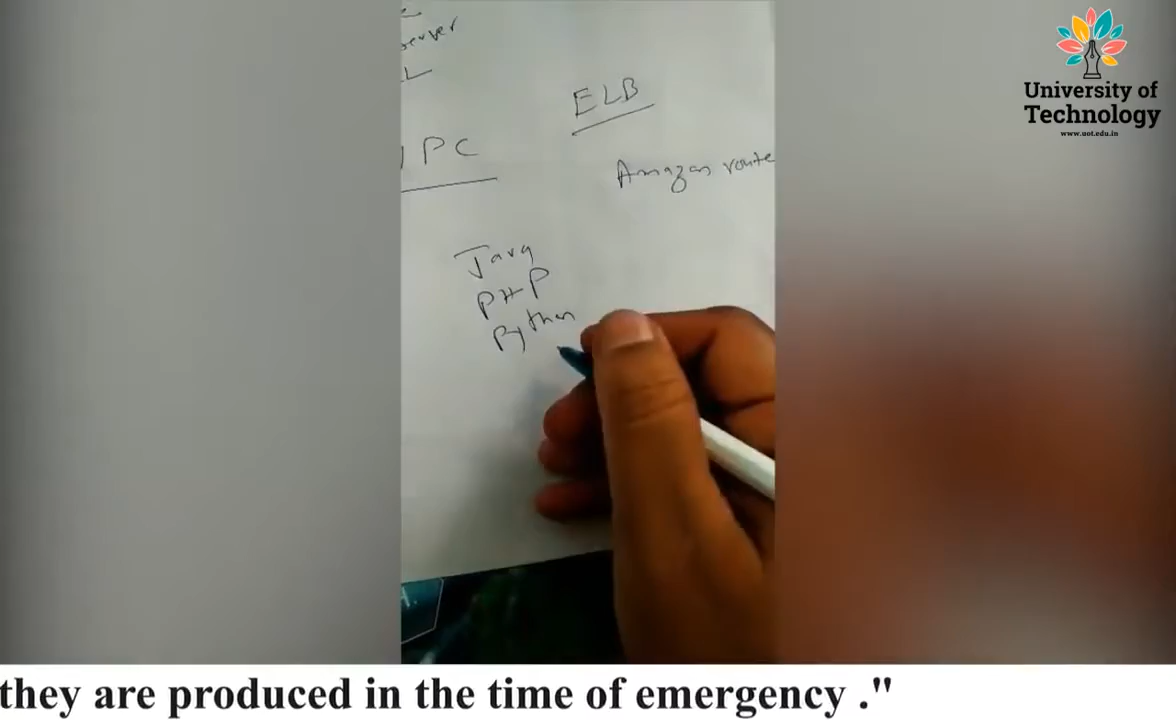 server
L
ELB
PC
Amazon route
Java
PHP
Python
University of
Technology
www.uot.edu.in
they are produced in the time of emergency ."